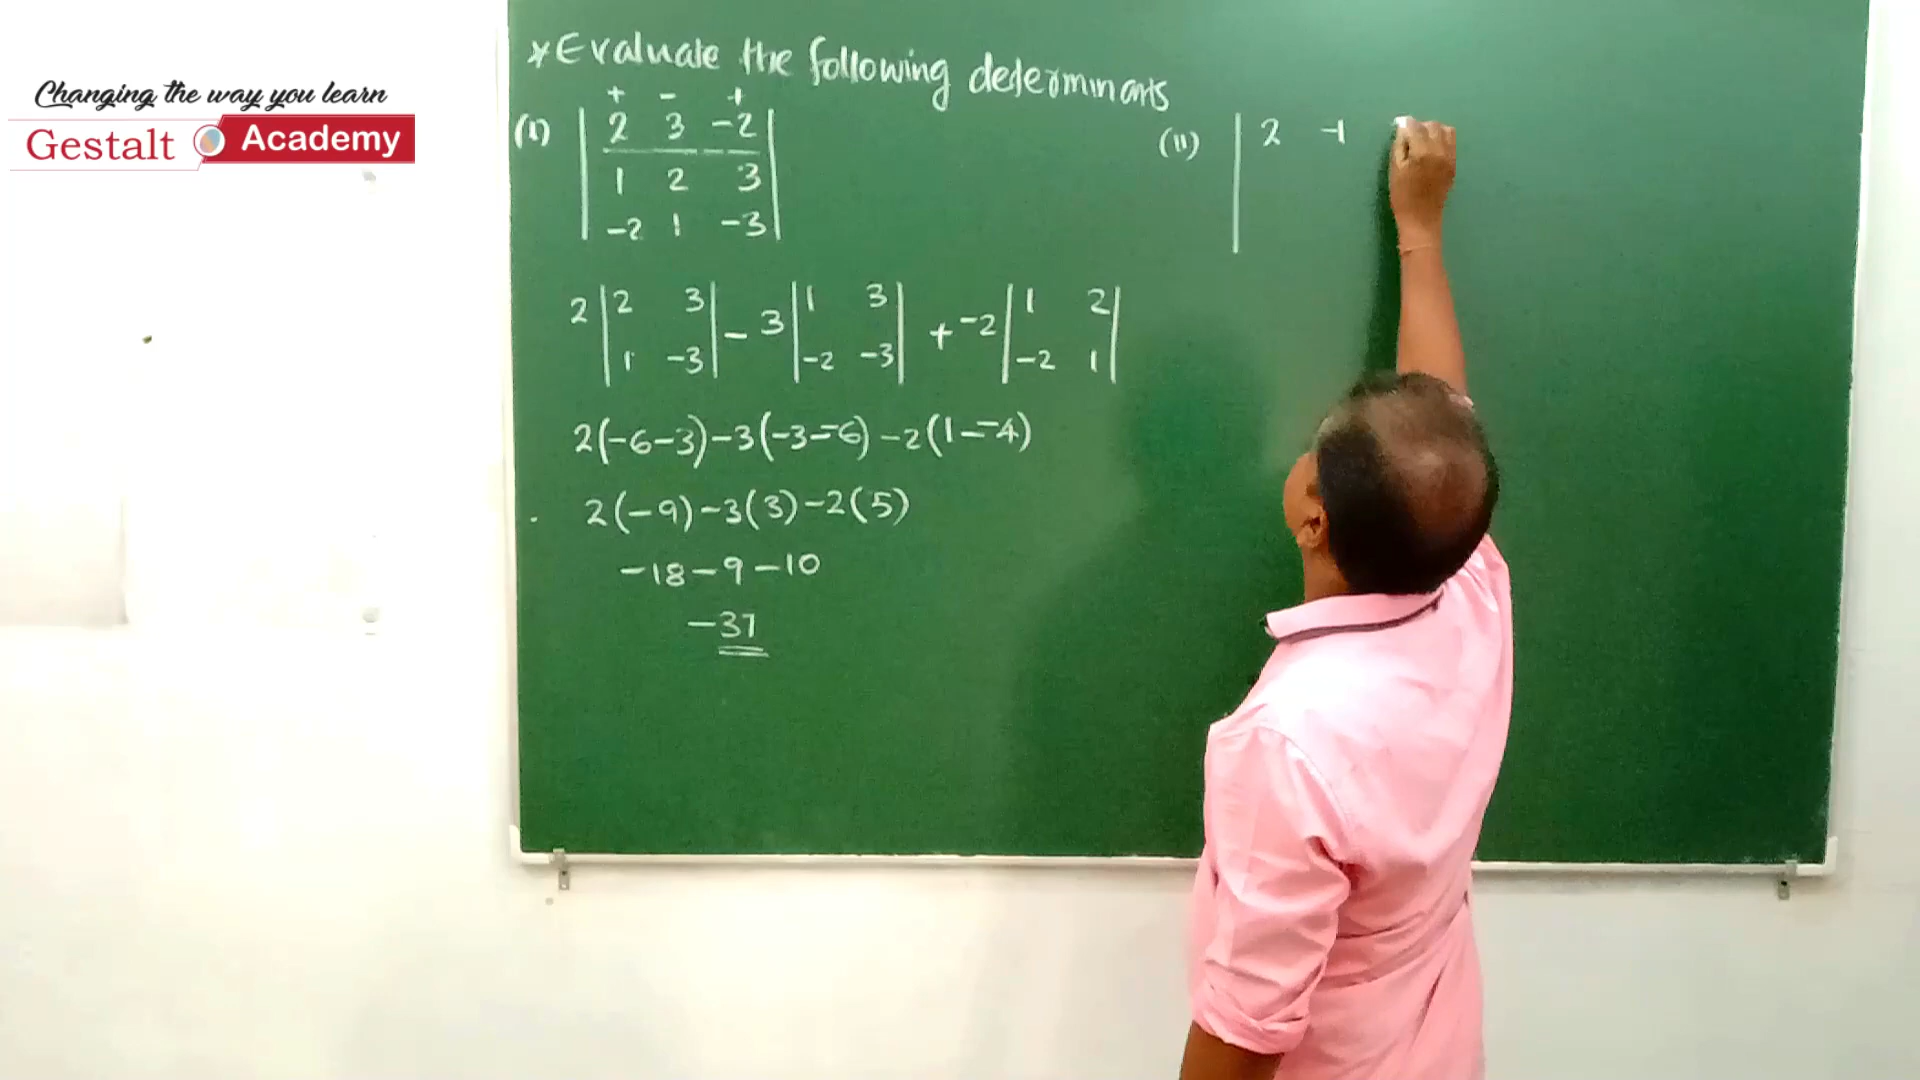 Changing the way you learn
Gestalt Academy
*Evaluate the following determinants
+ - +
(I) | 2 3 -2 |
| 1 2 3 |
| -2 1 -3 |
(II) | 2 -1
2 | 2 3 | - 3 | 1 3 | + -2 | 1 2 |
| 1 -3 | | -2 -3 | | -2 1 |
2(-6-3)-3(-3--6)-2(1--4)
2(-9)-3(3)-2(5)
-18-9-10
-37